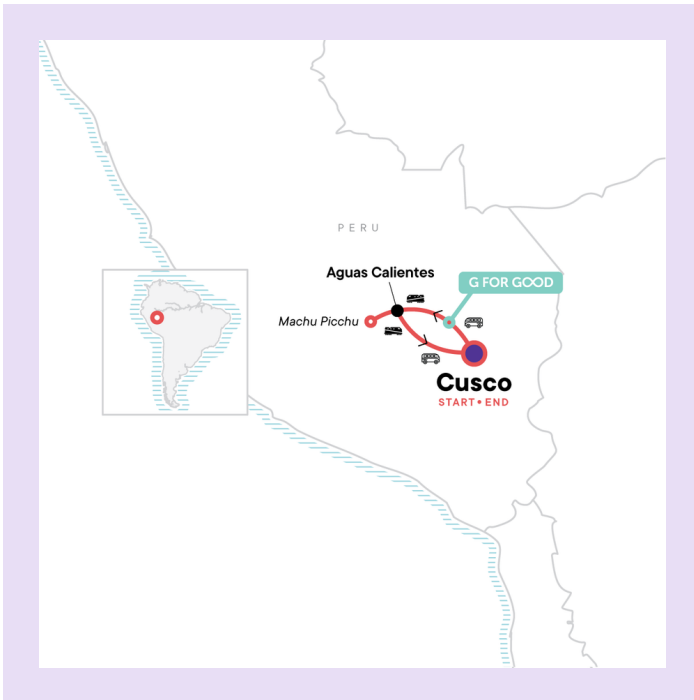 PERU
Aguas Calientes
G FOR GOOD
Machu Picchu
Cusco
START • END